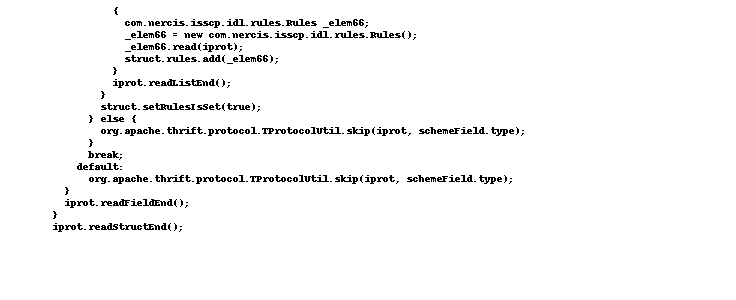 {
com.nercis.isscp.idl.rules.Rules _elem66;
_elem66 = new com.nercis.isscp.idl.rules.Rules();
_elem66.read(iprot);
struct.rules.add(_elem66);
}
iprot.readListEnd();
}
struct.setRulesIsSet(true);
} else {
org.apache.thrift.protocol.TProtocolUtil.skip(iprot, schemeField.type);
}
break;
default:
org.apache.thrift.protocol.TProtocolUtil.skip(iprot, schemeField.type);
}
iprot.readFieldEnd();
}
iprot.readStructEnd();